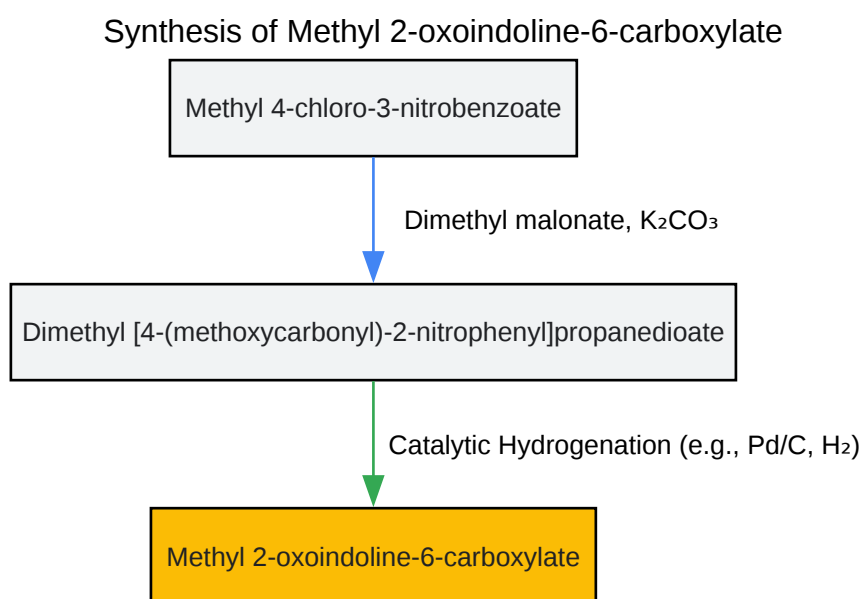 Synthesis of Methyl 2-oxoindoline-6-carboxylate
Methyl 4-chloro-3-nitrobenzoate
Dimethyl malonate, K₂CO₃
Dimethyl [4-(methoxycarbonyl)-2-nitrophenyl]propanedioate
Catalytic Hydrogenation (e.g., Pd/C, H₂)
Methyl 2-oxoindoline-6-carboxylate